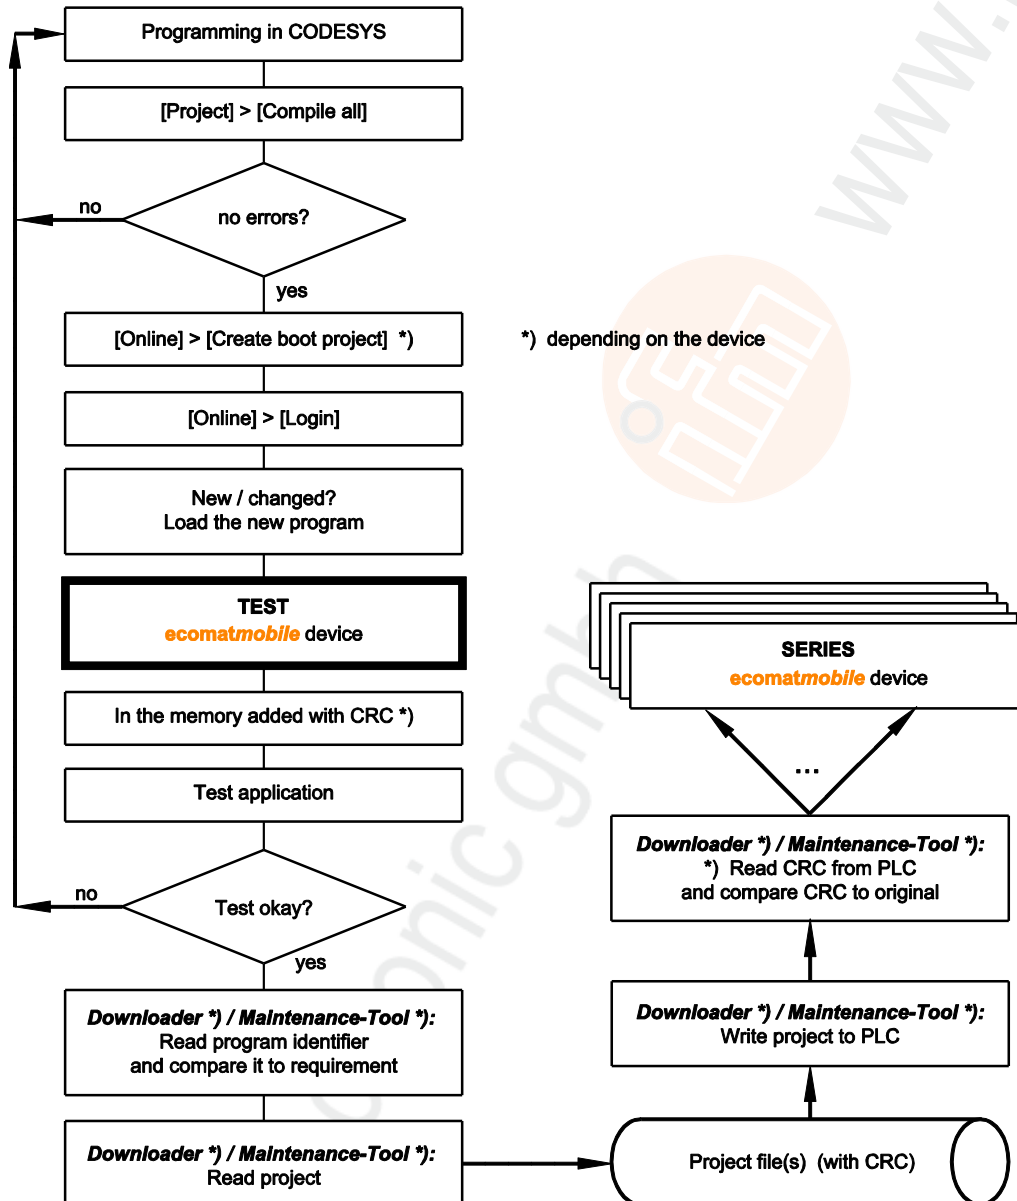 Programming in CODESYS
[Project] > [Compile all]
no
no errors?
yes
[Online] > [Create boot project] *)
*) depending on the device
[Online] > [Login]
New / changed?
Load the new program
TEST
ecomatmobile device
In the memory added with CRC *)
Test application
no
Test okay?
yes
Downloader *) / Maintenance-Tool *):
Read program identifier
and compare it to requirement
Downloader *) / Maintenance-Tool *):
Read project
Project file(s) (with CRC)
Downloader *) / Maintenance-Tool *):
Write project to PLC
Downloader *) / Maintenance-Tool *):
*) Read CRC from PLC
and compare CRC to original
...
SERIES
ecomatmobile device
www.
ifm
onic gmbh